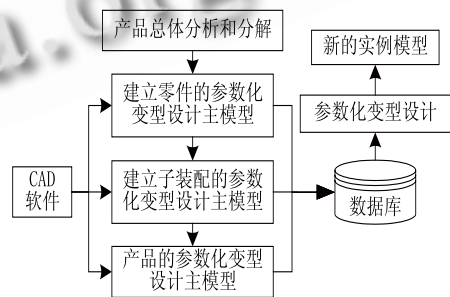 产品总体分析和分解
建立零件的参数化
变型设计主模型
建立子装配的参数
化变型设计主模型
产品的参数化变型
设计主模型
CAD
软件
新的实例模型
参数化变型设计
数据库